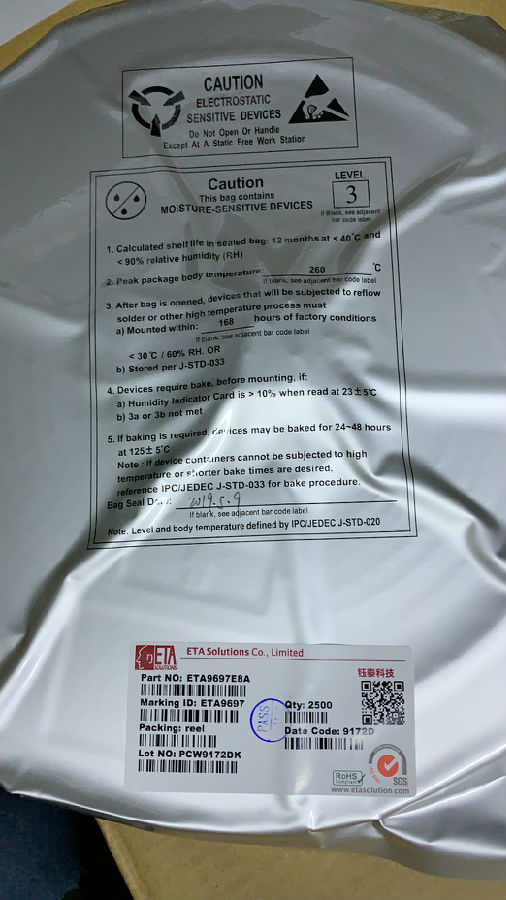 CAUTION
ELECTROSTATIC
SENSITIVE DEVICES
Do Not Open Or Handle
Except At A Static Free Work Station
Caution
This bag contains
MOISTURE-SENSITIVE DEVICES
LEVEL
3
If Blank, see adjacent
bar code label
1. Calculated shelf life in sealed bag: 12 months at < 40°C and
< 90% relative humidity (RH)
2. Peak package body temperature: 260 °C
If blank, see adjacent bar code label
3. After bag is opened, devices that will be subjected to reflow
solder or other high temperature process must
a) Mounted within: 168 hours of factory conditions
If blank, see adjacent bar code label
< 30℃ / 60% RH. OR
b) Stored per J-STD-033
4. Devices require bake, before mounting, if:
a) Humidity Indicator Card is > 10% when read at 23 ± 5℃
b) 3a or 3b not met
5. If baking is required, devices may be baked for 24~48 hours
at 125± 5℃
Note: If device containers cannot be subjected to high
temperature or shorter bake times are desired,
reference IPC/JEDEC J-STD-033 for bake procedure.
Bag Seal Date: 2019.5.9
If blank, see adjacent bar code label
Note: Level and body temperature defined by IPC/JEDEC J-STD-020
ETA
SOLUTIONS
ETA Solutions Co., Limited
Part NO: ETA9697E8A
钰泰科技
Marking ID: ETA9697
Qty: 2500
PASS
Packing: reel
Date Code: 9172D
Lot NO: PCW9172DK
RoHS
Compliant
SGS
www.etasolution.com